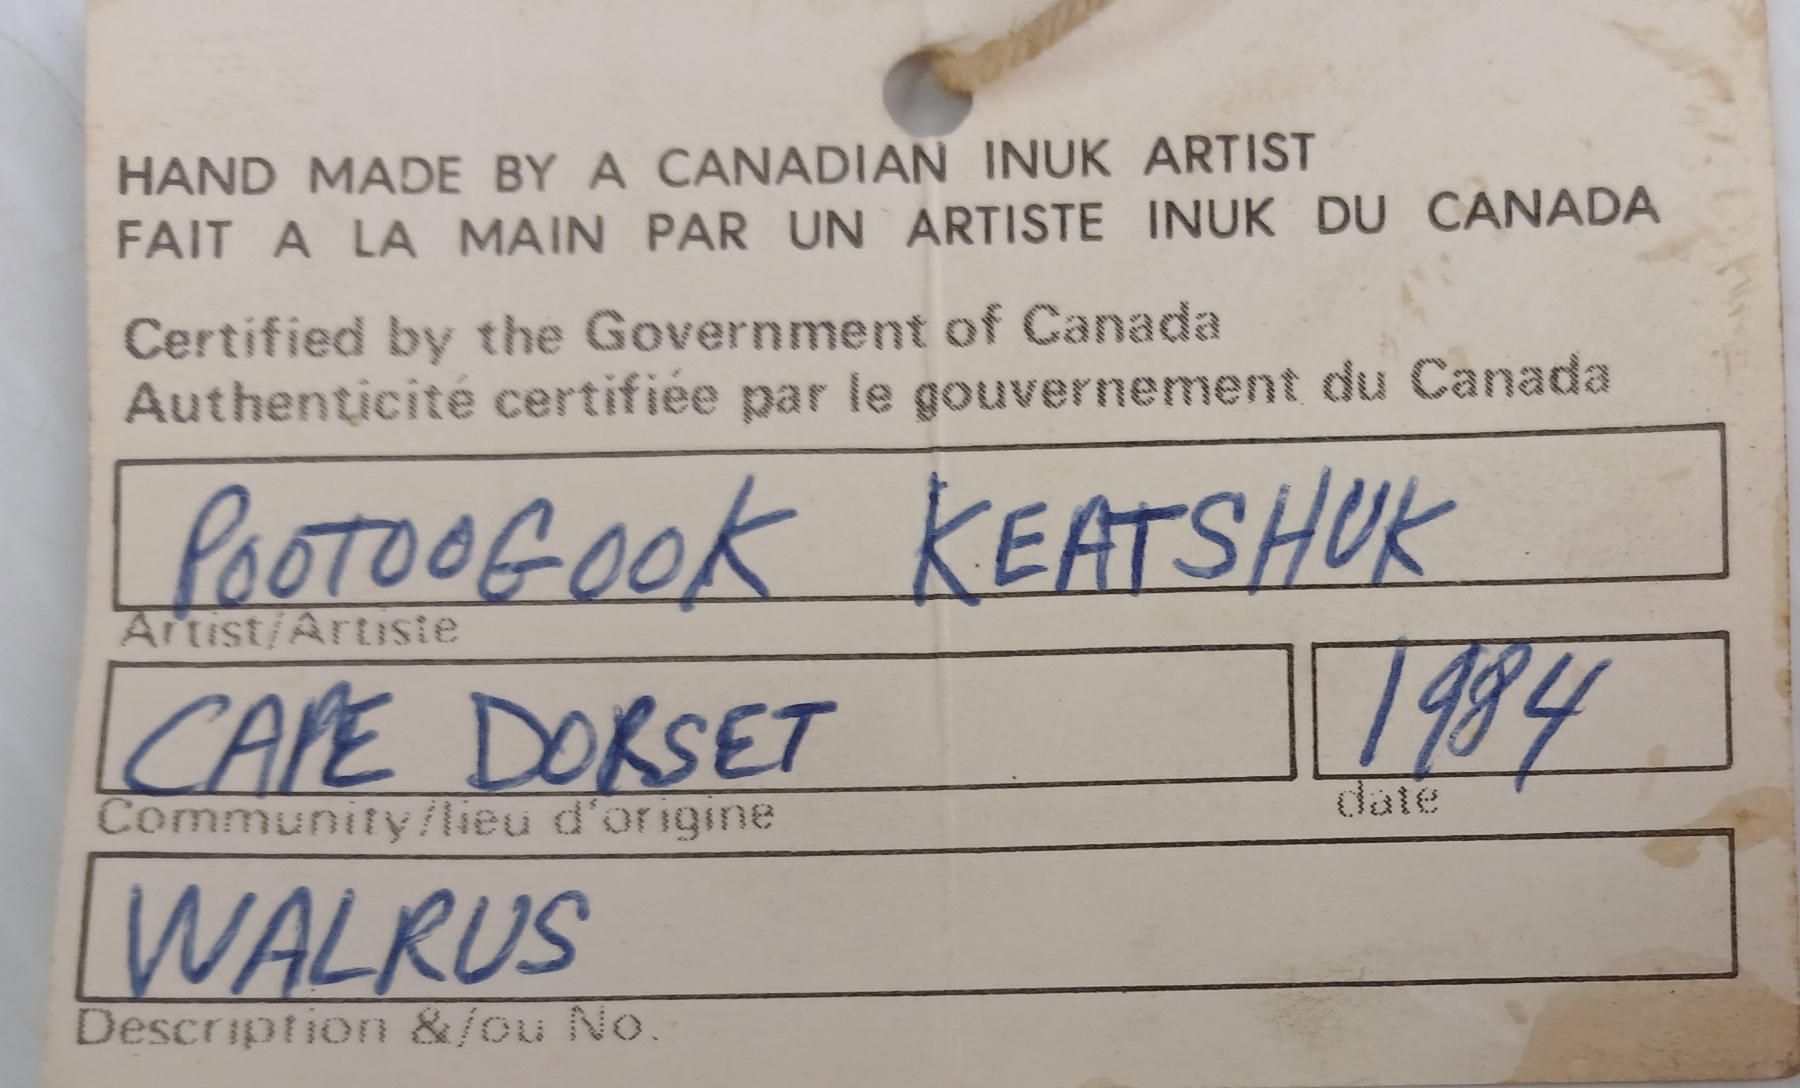 HAND MADE BY A CANADIAN INUK ARTIST
FAIT A LA MAIN PAR UN ARTISTE INUK DU CANADA
Certified by the Government of Canada
Authenticité certifiée par le gouvernement du Canada
POOTOOGOOK KEATSHUK
Artist/Artiste
CAPE DORSET 1984
Community/lieu d'origine date
WALRUS
Description &/ou No.